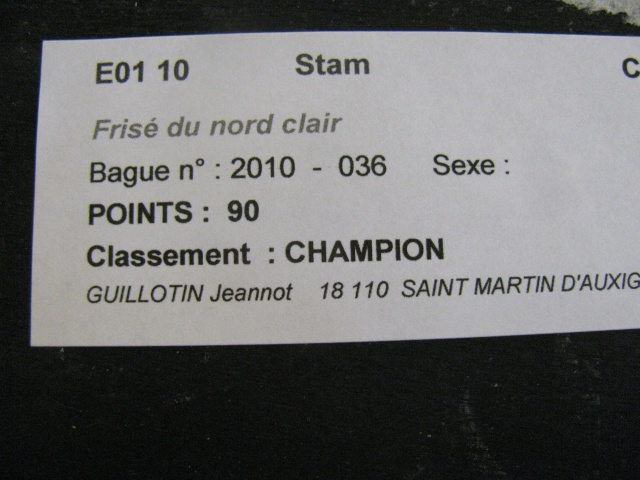 E01 10 Stam C
Frisé du nord clair
Bague n° : 2010 - 036 Sexe :
POINTS : 90
Classement : CHAMPION
GUILLOTIN Jeannot 18 110 SAINT MARTIN D'AUXIG